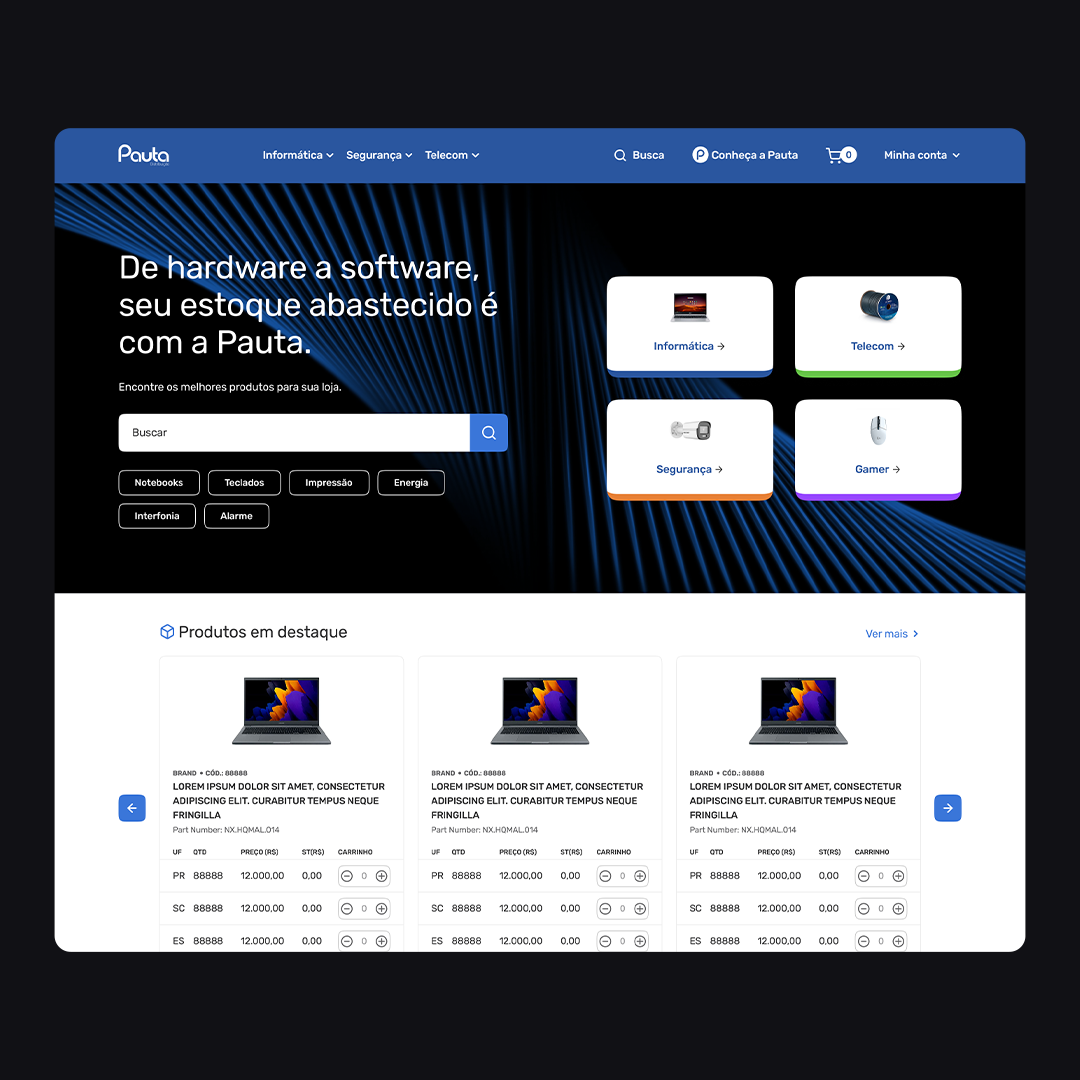 Pauta
Informática Segurança Telecom Busca Conheça a Pauta 0 Minha conta
De hardware a software,
seu estoque abastecido é
com a Pauta.
Encontre os melhores produtos para sua loja.
Buscar
Notebooks Teclados Impressão Energia
Interfonia Alarme
Informática →
Telecom →
Segurança →
Gamer →
Produtos em destaque
Ver mais
BRAND • CÓD.: 88888
LOREM IPSUM DOLOR SIT AMET, CONSECTETUR
ADIPISCING ELIT. CURABITUR TEMPUS NEQUE
FRINGILLA
Part Number: NX.HQMAL.014
UF QTD PREÇO (R$) ST(R$) CARRINHO
PR 88888 12.000,00 0,00 0
SC 88888 12.000,00 0,00 0
ES 88888 12.000,00 0,00 0
BRAND • CÓD.: 88888
LOREM IPSUM DOLOR SIT AMET, CONSECTETUR
ADIPISCING ELIT. CURABITUR TEMPUS NEQUE
FRINGILLA
Part Number: NX.HQMAL.014
UF QTD PREÇO (R$) ST(R$) CARRINHO
PR 88888 12.000,00 0,00 0
SC 88888 12.000,00 0,00 0
ES 88888 12.000,00 0,00 0
BRAND • CÓD.: 88888
LOREM IPSUM DOLOR SIT AMET, CONSECTETUR
ADIPISCING ELIT. CURABITUR TEMPUS NEQUE
FRINGILLA
Part Number: NX.HQMAL.014
UF QTD PREÇO (R$) ST(R$) CARRINHO
PR 88888 12.000,00 0,00 0
SC 88888 12.000,00 0,00 0
ES 88888 12.000,00 0,00 0